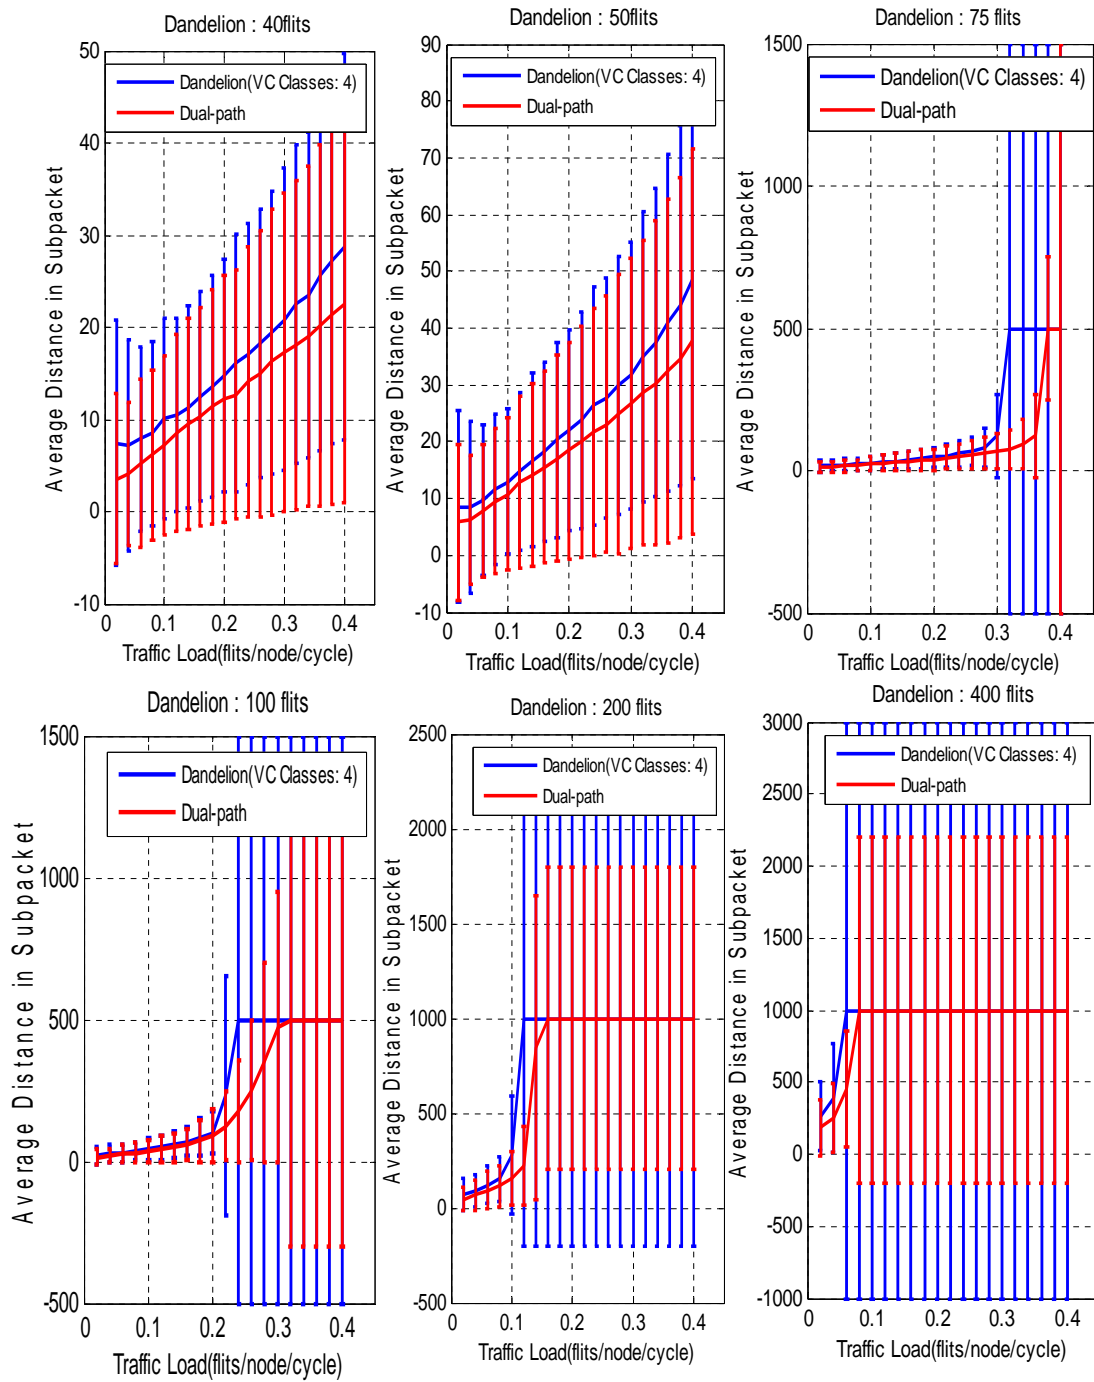 Dandelion : 40flits
50
40
30
20
10
0
-10
Average Distance in Subpacket
Dandelion(VC Classes: 4)
Dual-path
0
0.1
0.2
0.3
0.4
Traffic Load(flits/node/cycle)
Dandelion : 50flits
90
80
70
60
50
40
30
20
10
0
-10
Average Distance in Subpacket
Dandelion(VC Classes: 4)
Dual-path
0
0.1
0.2
0.3
0.4
Traffic Load(flits/node/cycle)
Dandelion : 75 flits
1500
1000
500
0
-500
Average Distance in Subpacket
Dandelion(VC Classes: 4)
Dual-path
0
0.1
0.2
0.3
0.4
Traffic Load(flits/node/cycle)
Dandelion : 100 flits
1500
1000
500
0
-500
Average Distance in Subpacket
Dandelion(VC Classes: 4)
Dual-path
0
0.1
0.2
0.3
0.4
Traffic Load(flits/node/cycle)
Dandelion : 200 flits
2500
2000
1500
1000
500
0
-500
Average Distance in Subpacket
Dandelion(VC Classes: 4)
Dual-path
0
0.1
0.2
0.3
0.4
Traffic Load(flits/node/cycle)
Dandelion : 400 flits
3000
2500
2000
1500
1000
500
0
-500
-1000
Average Distance in Subpacket
Dandelion(VC Classes: 4)
Dual-path
0
0.1
0.2
0.3
0.4
Traffic Load(flits/node/cycle)